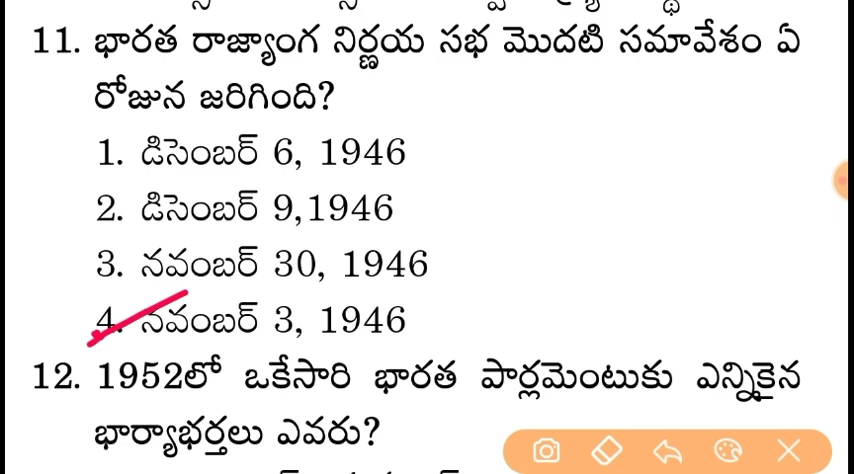 11. భారత రాజ్యాంగ నిర్ణయ సభ మొదటి సమావేశం ఏ
రోజున జరిగింది?
1. డిసెంబర్ 6, 1946
2. డిసెంబర్ 9,1946
3. నవంబర్ 30, 1946
4. నవంబర్ 3, 1946
12. 1952లో ఒకేసారి భారత పార్లమెంటుకు ఎన్నికైన
భార్యాభర్తలు ఎవరు?